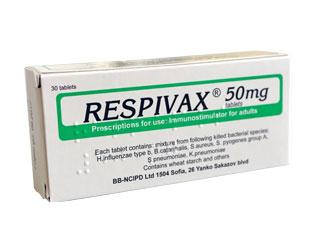 30 tablets
RESPIVAX® 50mg
tablets
Proscriptions for use: Immunostimulator for adults
Each tablet contains: mixture from following killed bacterial species:
H.influenzae type b, B.catarrhalis, S aureus, S. pyogenes group A,
S pneumoniae, K.pneumoniae
Contains wheat starch and others
BB-NCIPD Ltd 1504 Sofia, 26 Yanko Sakazov blvd